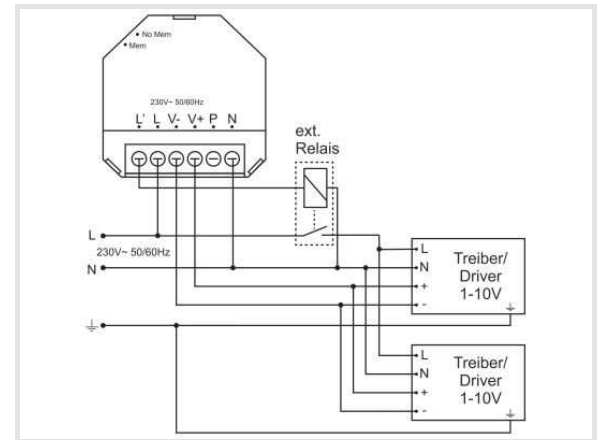 No Mem
Mem
230V~ 50/60Hz
L' L V- V+ P N
ext.
Relais
L
230V~ 50/60Hz
N
L
N
+
-
Treiber/
Driver
1-10V
L
N
+
-
Treiber/
Driver
1-10V